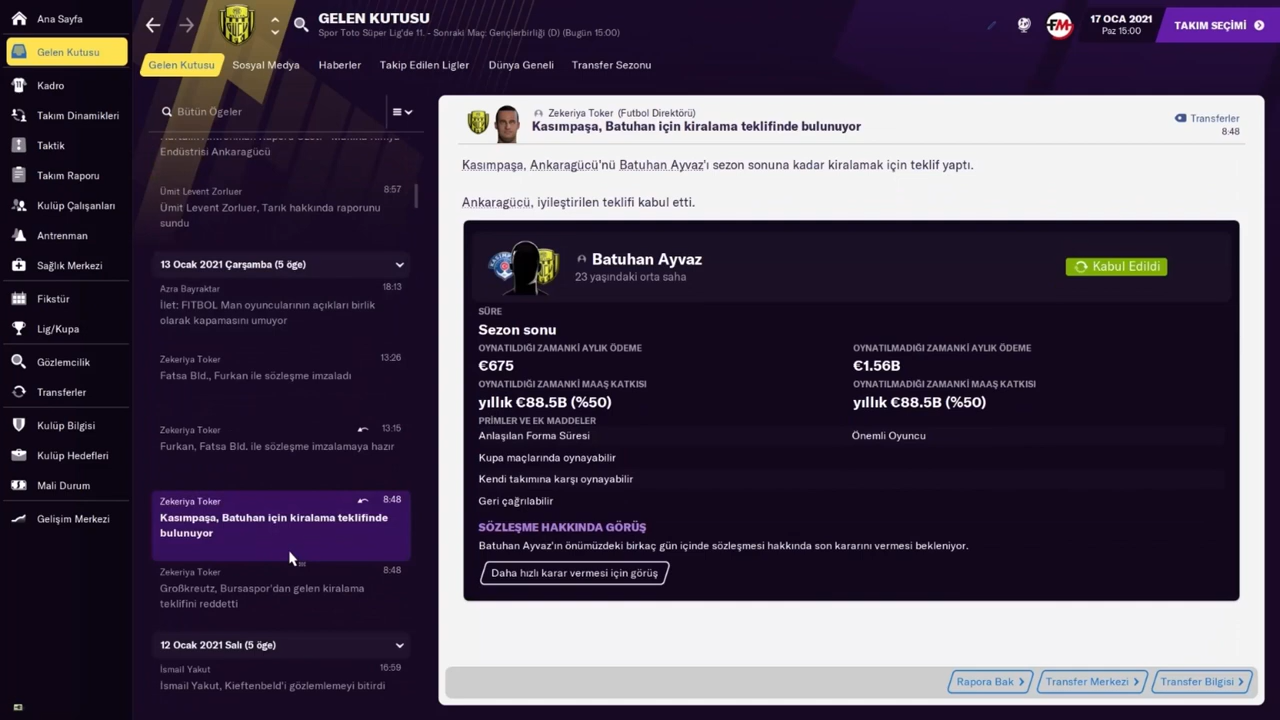 Ana Sayfa
Gelen Kutusu
Kadro
Takım Dinamikleri
Taktik
Takım Raporu
Kulüp Çalışanları
Antrenman
Sağlık Merkezi
Fikstür
Lig/Kupa
Gözlemcilik
Transferler
Kulüp Bilgisi
Kulüp Hedefleri
Mali Durum
Gelişim Merkezi
GELEN KUTUSU
Spor Toto Süper Lig'de 11. - Sonraki Maç: Gençlerbirliği (D) (Bugün 15:00)
FM
17 OCA 2021
Paz 15:00
TAKIM SEÇİMİ
Gelen Kutusu
Sosyal Medya
Haberler
Takip Edilen Ligler
Dünya Geneli
Transfer Sezonu
Bütün Ögeler
Endüstrisi Ankaragücü
Ümit Levent Zorluer 8:57
Ümit Levent Zorluer, Tarık hakkında raporunu
sundu
13 Ocak 2021 Çarşamba (5 öge)
Azra Bayraktar 18:13
İlet: FITBOL Man oyuncularının açıkları birlik
olarak kapamasını umuyor
Zekeriya Toker 13:26
Fatsa Bld., Furkan ile sözleşme imzaladı
Zekeriya Toker 13:15
Furkan, Fatsa Bld. ile sözleşme imzalamaya hazır
Zekeriya Toker 8:48
Kasımpaşa, Batuhan için kiralama teklifinde
bulunuyor
Zekeriya Toker 8:48
Großkreutz, Bursaspor'dan gelen kiralama
teklifini reddetti
12 Ocak 2021 Salı (5 öge)
İsmail Yakut 16:59
İsmail Yakut, Kieftenbeld'i gözlemlemeyi bitirdi
Zekeriya Toker (Futbol Direktörü)
Kasımpaşa, Batuhan için kiralama teklifinde bulunuyor
Transferler
8:48
Kasımpaşa, Ankaragücü'nü Batuhan Ayvaz'ı sezon sonuna kadar kiralamak için teklif yaptı.
Ankaragücü, iyileştirilen teklifi kabul etti.
Batuhan Ayvaz
23 yaşındaki orta saha
Kabul Edildi
SÜRE
Sezon sonu
OYNATILDIĞI ZAMANKİ AYLIK ÖDEME OYNATILMADIĞI ZAMANKİ AYLIK ÖDEME
€675 €1.56B
OYNATILDIĞI ZAMANKİ MAAŞ KATKISI OYNATILMADIĞI ZAMANKİ MAAŞ KATKISI
yıllık €88.5B (%50) yıllık €88.5B (%50)
PRİMLER VE EK MADDELER
Anlaşılan Forma Süresi Önemli Oyuncu
Kupa maçlarında oynayabilir
Kendi takımına karşı oynayabilir
Geri çağrılabilir
SÖZLEŞME HAKKINDA GÖRÜŞ
Batuhan Ayvaz'ın önümüzdeki birkaç gün içinde sözleşmesi hakkında son kararını vermesi bekleniyor.
Daha hızlı karar vermesi için görüş
Rapora Bak
Transfer Merkezi
Transfer Bilgisi